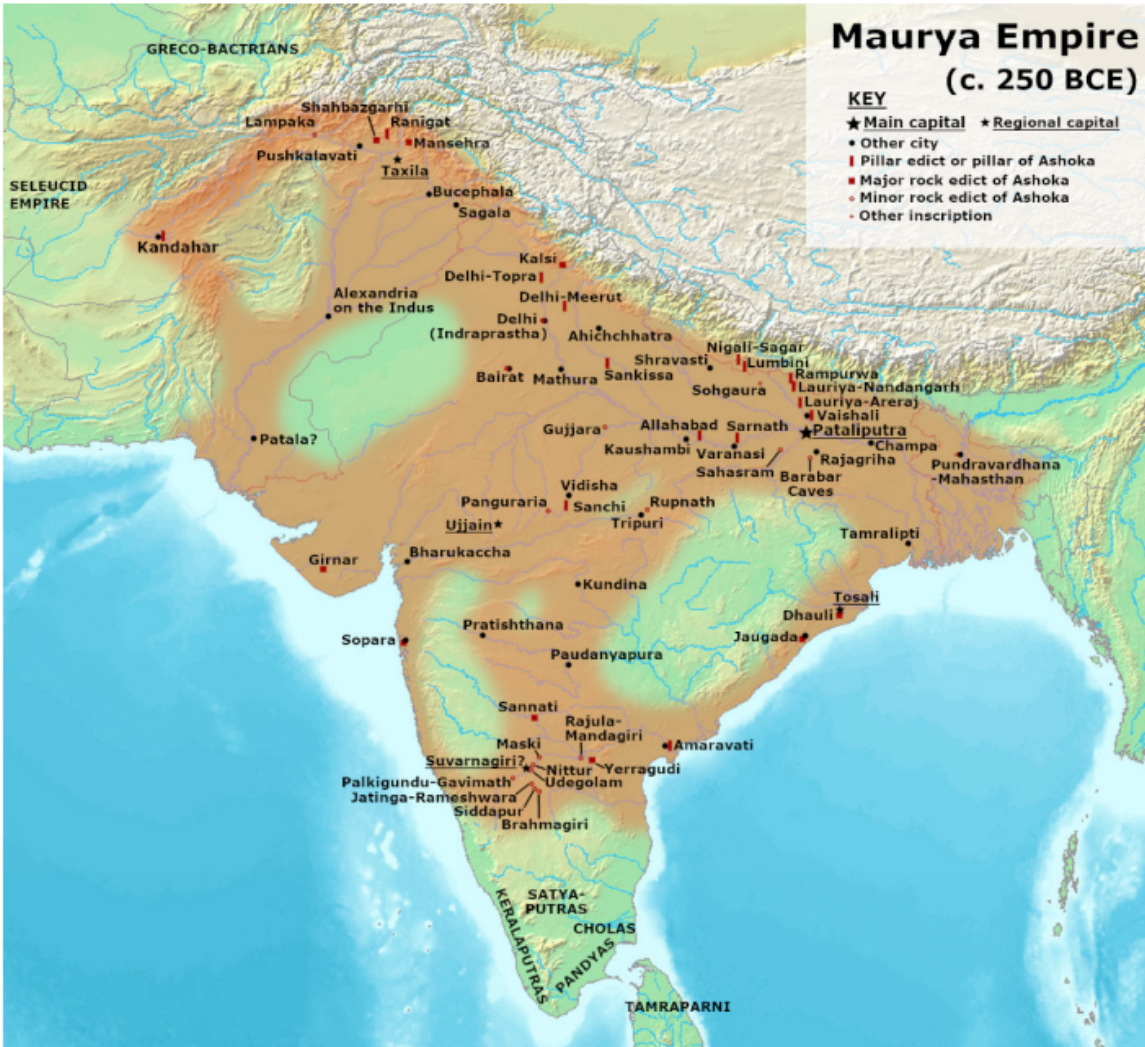 Maurya Empire
(c. 250 BCE)
KEY
Main capital
Regional capital
Other city
Pillar edict or pillar of Ashoka
Major rock edict of Ashoka
Minor rock edict of Ashoka
Other inscription
GRECO-BACTRIANS
Shahbazgarhi
Lampaka
Ranigat
Mansehra
Pushkalavati
Taxila
SELEUCID
EMPIRE
Bucephala
Sagala
Kandahar
Kalsi
Delhi-Topra
Alexandria
on the Indus
Delhi-Meerut
Delhi
(Indraprastha)
Ahichchhatra
Nigali-Sagar
Shravasti
Lumbini
Bairat
Mathura
Sankissa
Rampurwa
Sohgaura
Lauriya-Nandangarh
Lauriya-Areraj
Vaishali
Gujjara
Allahabad
Sarnath
Pataliputra
Patala?
Kaushambi
Varanasi
Champa
Sahasram
Rajagriha
Pundravardhana
-Mahasthan
Barabar
Caves
Vidisha
Panguraria
Sanchi
Rupnath
Tripuri
Ujjain
Tamralipti
Bharukaccha
Girnar
Kundina
Tosali
Dhauli
Pratishthana
Jaugada
Sopara
Paudanyapura
Sannati
Rajula-
Mandagiri
Maski
Amaravati
Suvarnagiri?
Nittur
Yerragudi
Palkigundu-Gavimath
Udegolam
Jatinga-Rameshwara
Siddapur
Brahmagiri
SATYA-
PUTRAS
KERALAPUTRAS
CHOLAS
PANDYAS
TAMRAPARNI